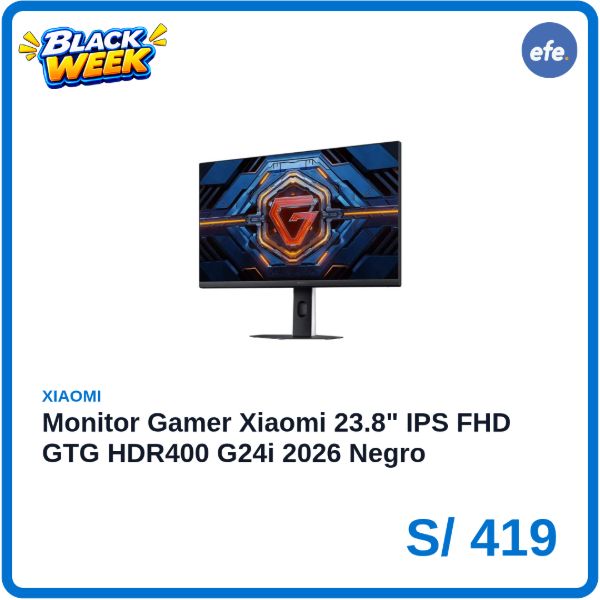 BLACK
WEEK
efe.
XIAOMI
Monitor Gamer Xiaomi 23.8" IPS FHD
GTG HDR400 G24i 2026 Negro
S/ 419